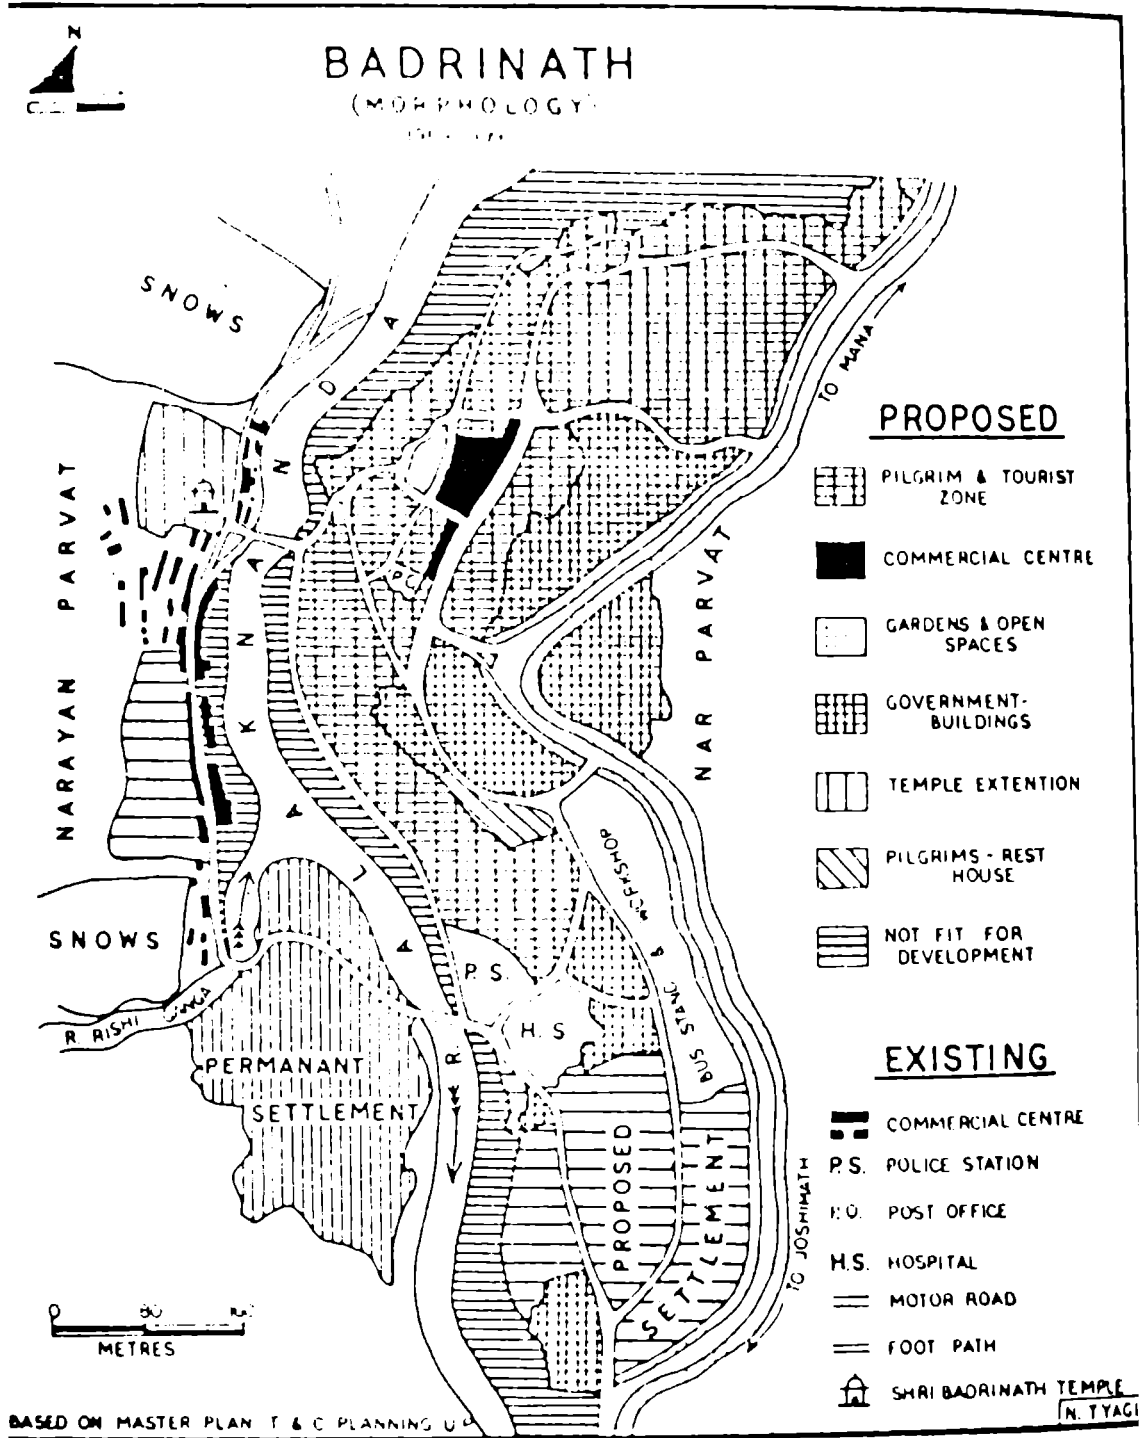 N
BADRINATH
(MORPHOLOGY)
SNOWS
ALAKNANDA R.
TO MANA
NARAYAN PARVAT
NAR PARVAT
SNOWS
R. RISHI GANGA
PERMANANT
SETTLEMENT
P.S.
H.S
BUS STAND & WORKSHOP
PROPOSED
SETTLEMENT
TO JOSHIMATH
PROPOSED
PILGRIM & TOURIST
ZONE
COMMERCIAL CENTRE
GARDENS & OPEN
SPACES
GOVERNMENT-
BUILDINGS
TEMPLE EXTENTION
PILGRIMS - REST
HOUSE
NOT FIT FOR
DEVELOPMENT
EXISTING
COMMERCIAL CENTRE
P.S. POLICE STATION
P.O. POST OFFICE
H.S. HOSPITAL
MOTOR ROAD
FOOT PATH
SHRI BADRINATH TEMPLE
0
METRES
BASED ON MASTER PLAN T & C PLANNING U P
N. TYAGI